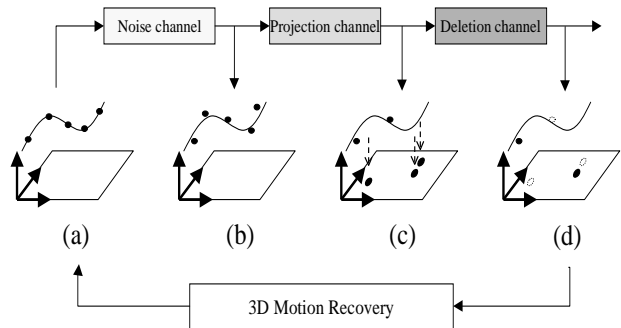 Noise channel
Projection channel
Deletion channel
(a)
(b)
(c)
(d)
3D Motion Recovery